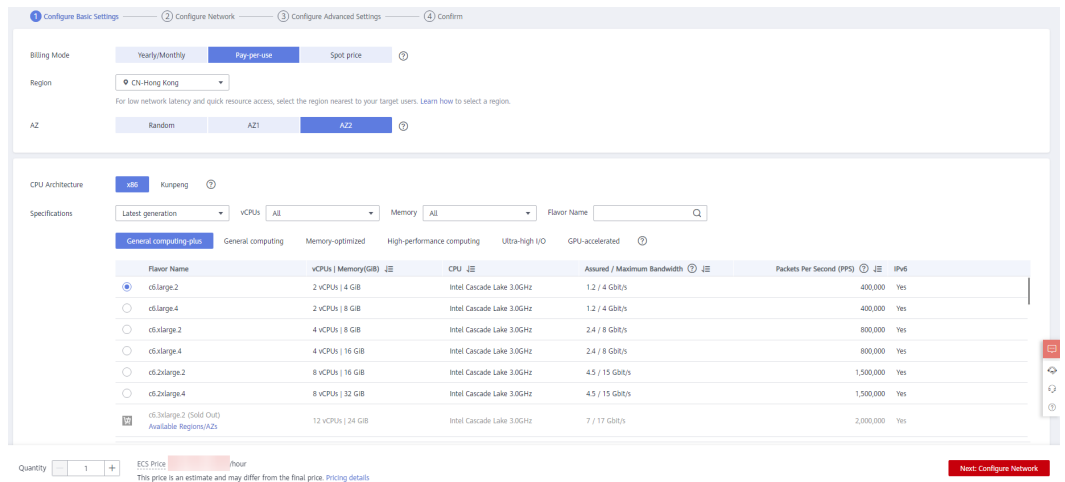 1 Configure Basic Settings 2 Configure Network 3 Configure Advanced Settings 4 Confirm
Billing Mode Yearly/Monthly Pay-per-use Spot price ?
Region CN-Hong Kong
For low network latency and quick resource access, select the region nearest to your target users. Learn how to select a region.
AZ Random AZ1 AZ2 ?
CPU Architecture x86 Kunpeng ?
Specifications Latest generation vCPUs All Memory All Flavor Name
General computing-plus General computing Memory-optimized High-performance computing Ultra-high I/O GPU-accelerated ?
Flavor Name vCPUs | Memory(GiB) CPU Assured / Maximum Bandwidth ? Packets Per Second (PPS) ? IPv6
c6.large.2 2 vCPUs | 4 GiB Intel Cascade Lake 3.0GHz 1.2 / 4 Gbit/s 400,000 Yes
c6.large.4 2 vCPUs | 8 GiB Intel Cascade Lake 3.0GHz 1.2 / 4 Gbit/s 400,000 Yes
c6.xlarge.2 4 vCPUs | 8 GiB Intel Cascade Lake 3.0GHz 2.4 / 8 Gbit/s 800,000 Yes
c6.xlarge.4 4 vCPUs | 16 GiB Intel Cascade Lake 3.0GHz 2.4 / 8 Gbit/s 800,000 Yes
c6.2xlarge.2 8 vCPUs | 16 GiB Intel Cascade Lake 3.0GHz 4.5 / 15 Gbit/s 1,500,000 Yes
c6.2xlarge.4 8 vCPUs | 32 GiB Intel Cascade Lake 3.0GHz 4.5 / 15 Gbit/s 1,500,000 Yes
c6.3xlarge.2 (Sold Out) 12 vCPUs | 24 GiB Intel Cascade Lake 3.0GHz 7 / 17 Gbit/s 2,000,000 Yes
Available Regions/AZs
Quantity - 1 + ECS Price /hour
This price is an estimate and may differ from the final price. Pricing details
Next: Configure Network